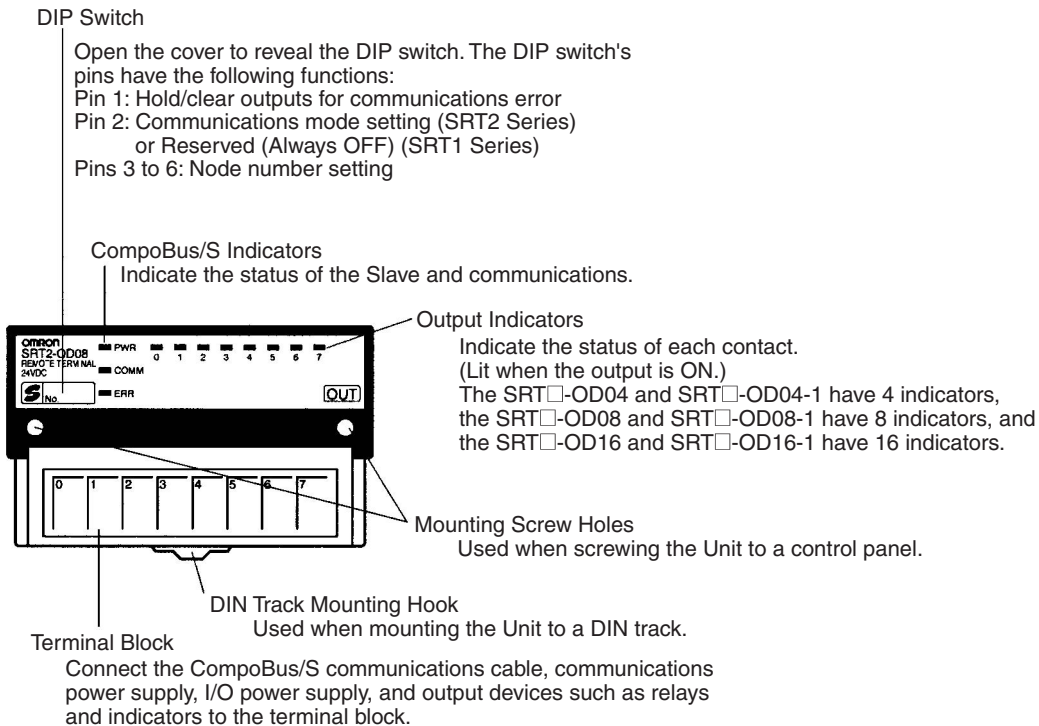 DIP Switch
Open the cover to reveal the DIP switch. The DIP switch's
pins have the following functions:
Pin 1: Hold/clear outputs for communications error
Pin 2: Communications mode setting (SRT2 Series)
or Reserved (Always OFF) (SRT1 Series)
Pins 3 to 6: Node number setting
CompoBus/S Indicators
Indicate the status of the Slave and communications.
OMRON
SRT2-OD08
REMOTE TERMINAL
24VDC
S No.
PWR
COMM
ERR
0 1 2 3 4 5 6 7
OUT
Output Indicators
Indicate the status of each contact.
(Lit when the output is ON.)
The SRT□-OD04 and SRT□-OD04-1 have 4 indicators,
the SRT□-OD08 and SRT□-OD08-1 have 8 indicators, and
the SRT□-OD16 and SRT□-OD16-1 have 16 indicators.
0 1 2 3 4 5 6 7
Mounting Screw Holes
Used when screwing the Unit to a control panel.
DIN Track Mounting Hook
Used when mounting the Unit to a DIN track.
Terminal Block
Connect the CompoBus/S communications cable, communications
power supply, I/O power supply, and output devices such as relays
and indicators to the terminal block.